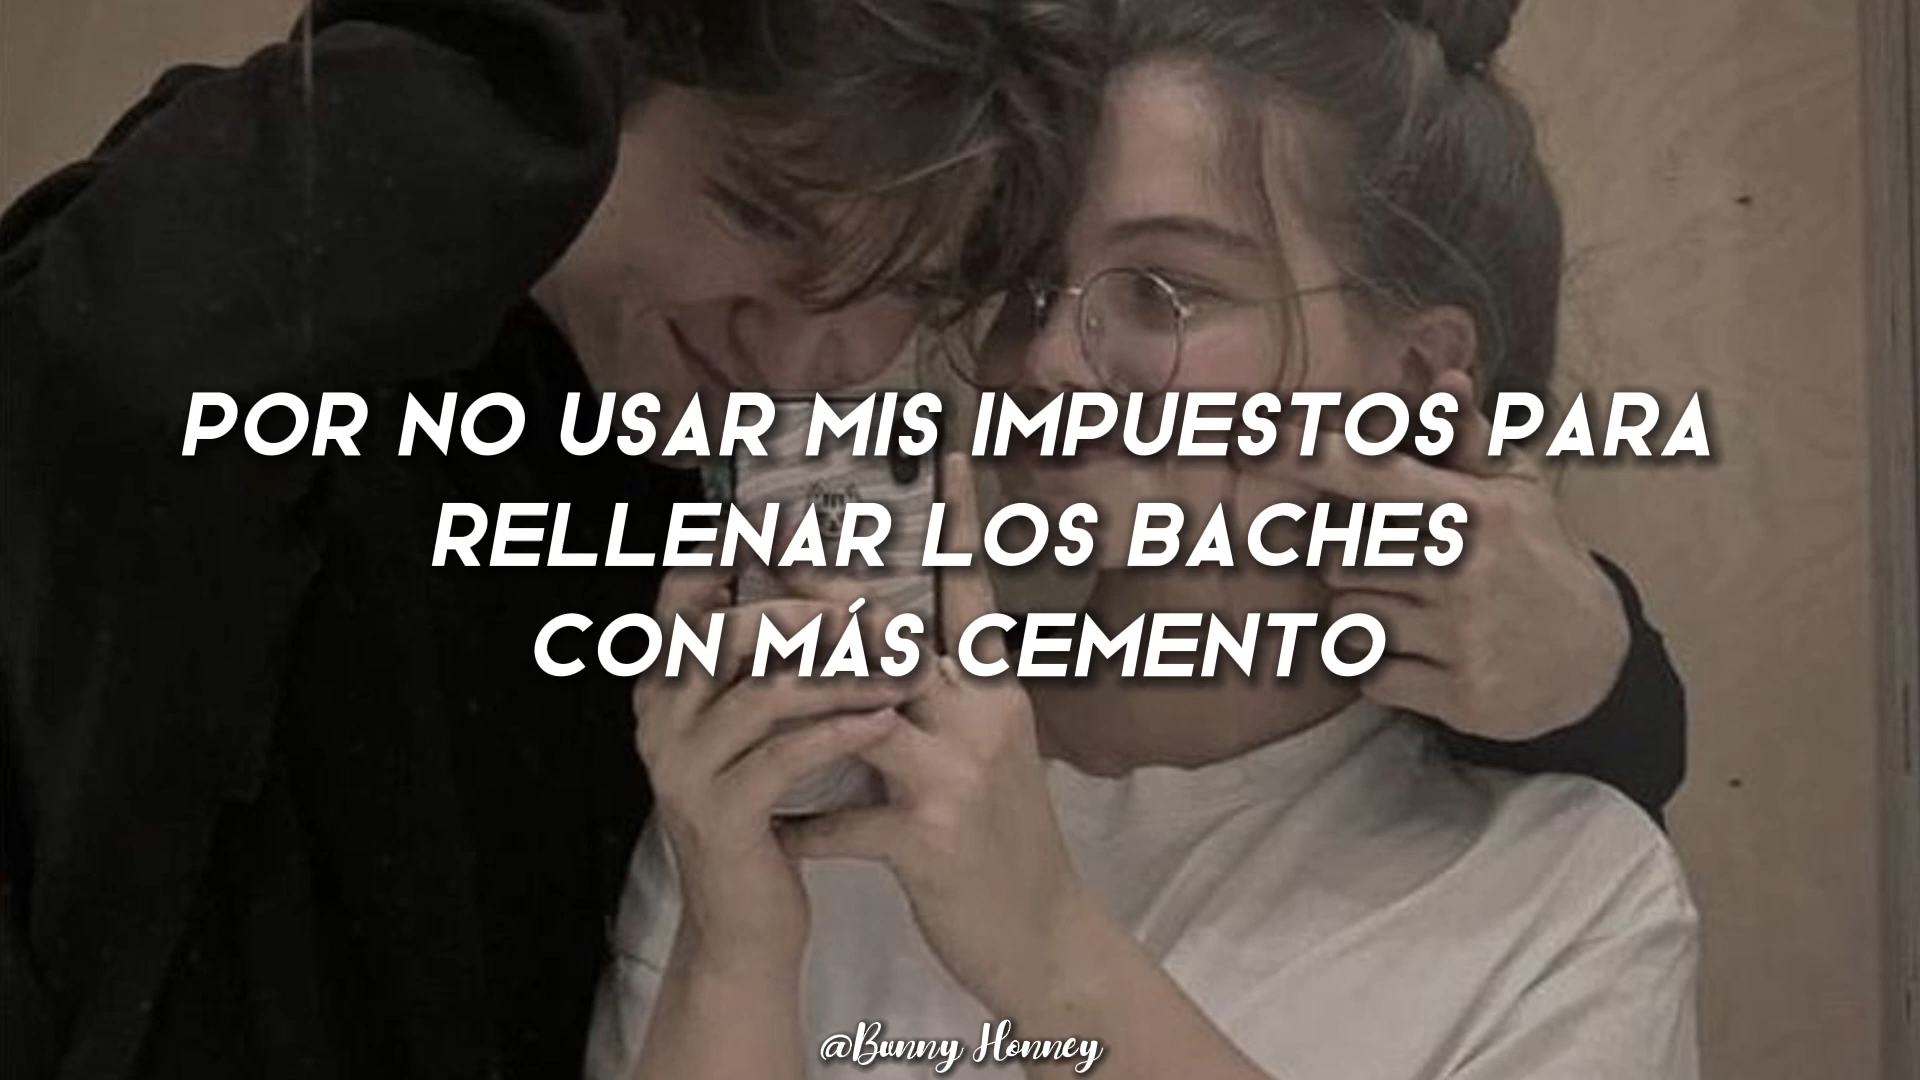 POR NO USAR MIS IMPUESTOS PARA
RELLENAR LOS BACHES
CON MÁS CEMENTO
@Bunny Honney